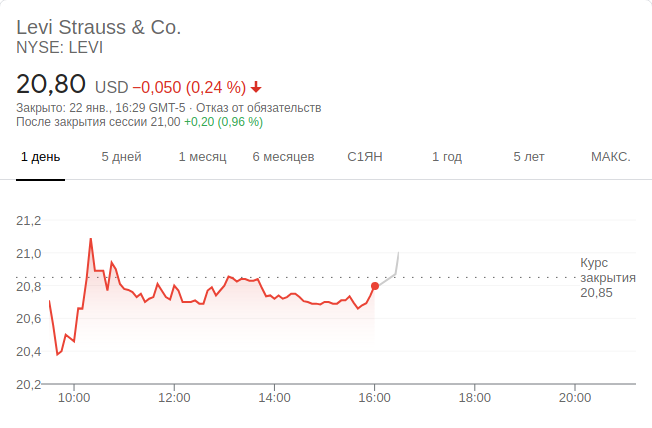 Levi Strauss & Co.
NYSE: LEVI
20,80 USD −0,050 (0,24 %)
Закрыто: 22 янв., 16:29 GMT-5 · Отказ от обязательств
После закрытия сессии 21,00 +0,20 (0,96 %)
1 день 5 дней 1 месяц 6 месяцев С1ЯН 1 год 5 лет МАКС.
21,2
21,0
20,8
20,6
20,4
20,2
Курс
закрытия
20,85
10:00 12:00 14:00 16:00 18:00 20:00